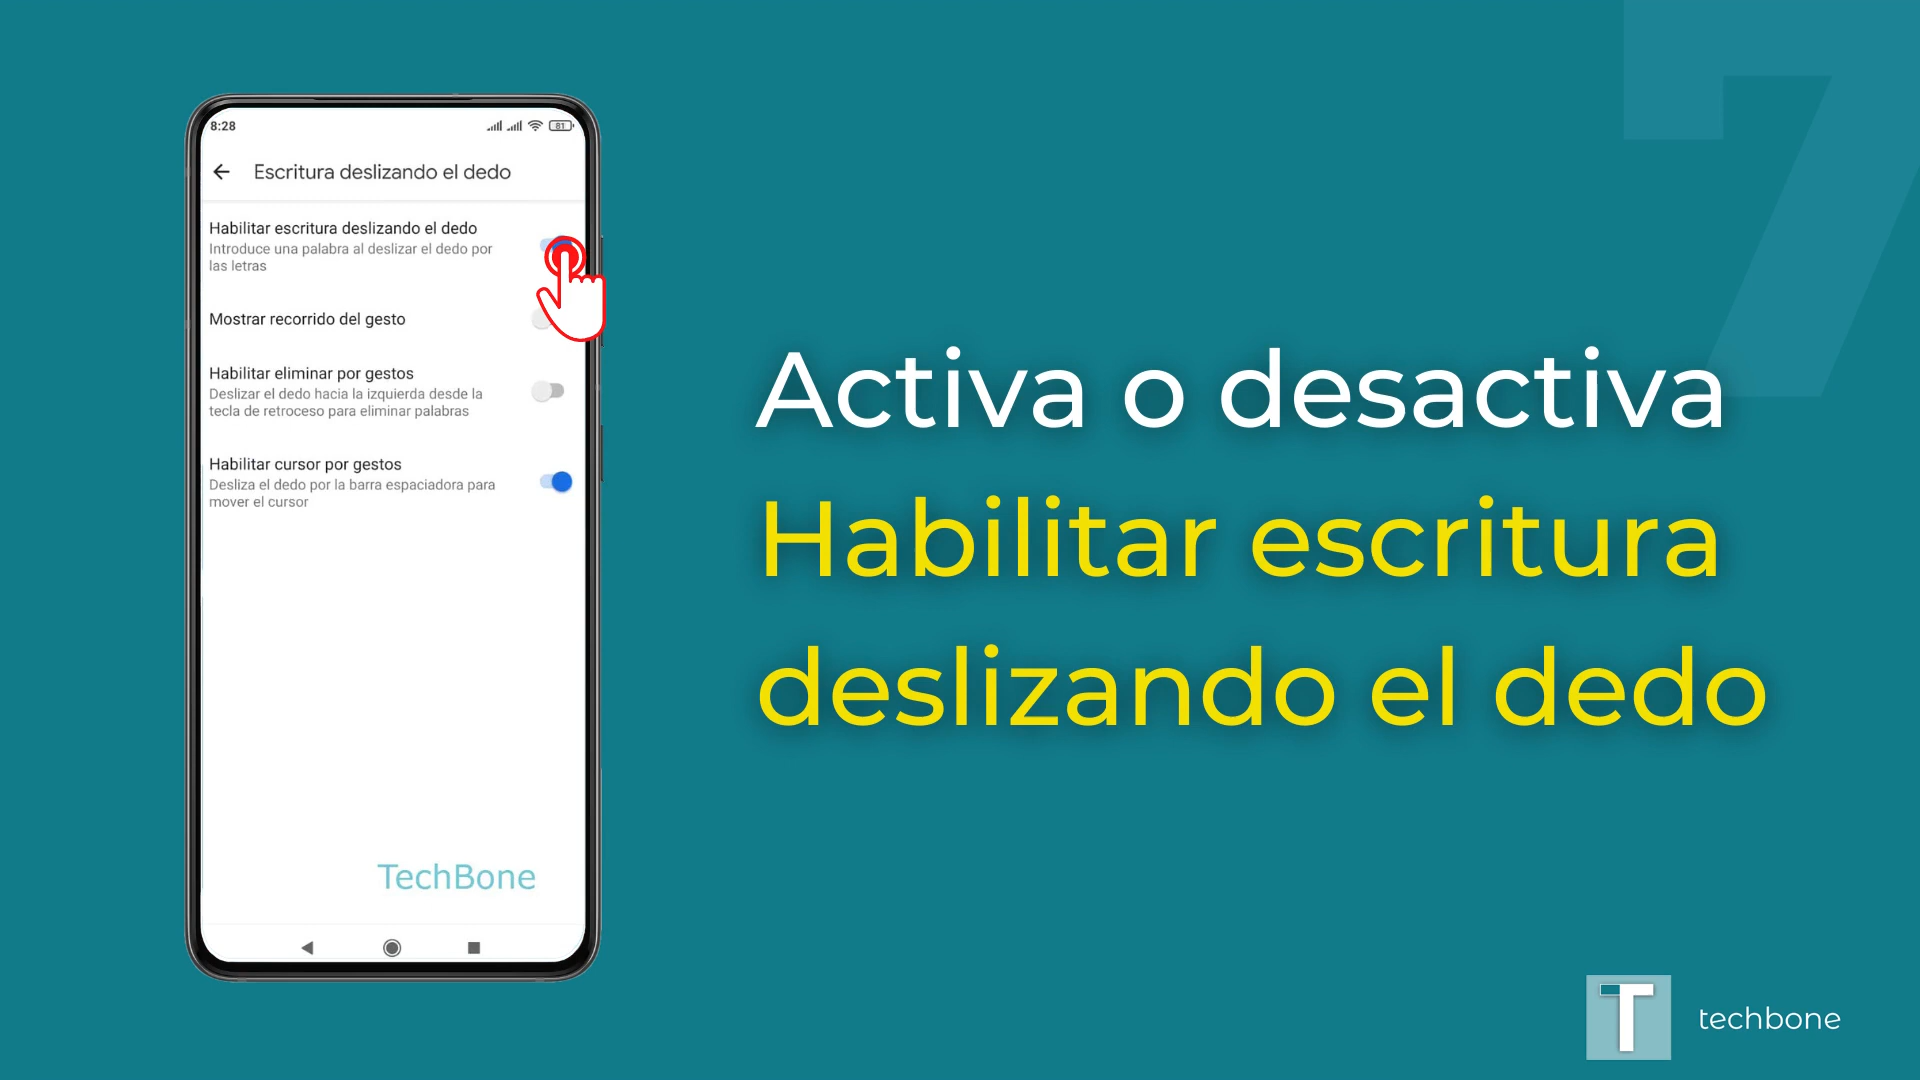 7
8:28
81
Escritura deslizando el dedo
Habilitar escritura deslizando el dedo
Introduce una palabra al deslizar el dedo por
las letras
Mostrar recorrido del gesto
Habilitar eliminar por gestos
Deslizar el dedo hacia la izquierda desde la
tecla de retroceso para eliminar palabras
Habilitar cursor por gestos
Desliza el dedo por la barra espaciadora para
mover el cursor
TechBone
Activa o desactiva
Habilitar escritura
deslizando el dedo
T
techbone